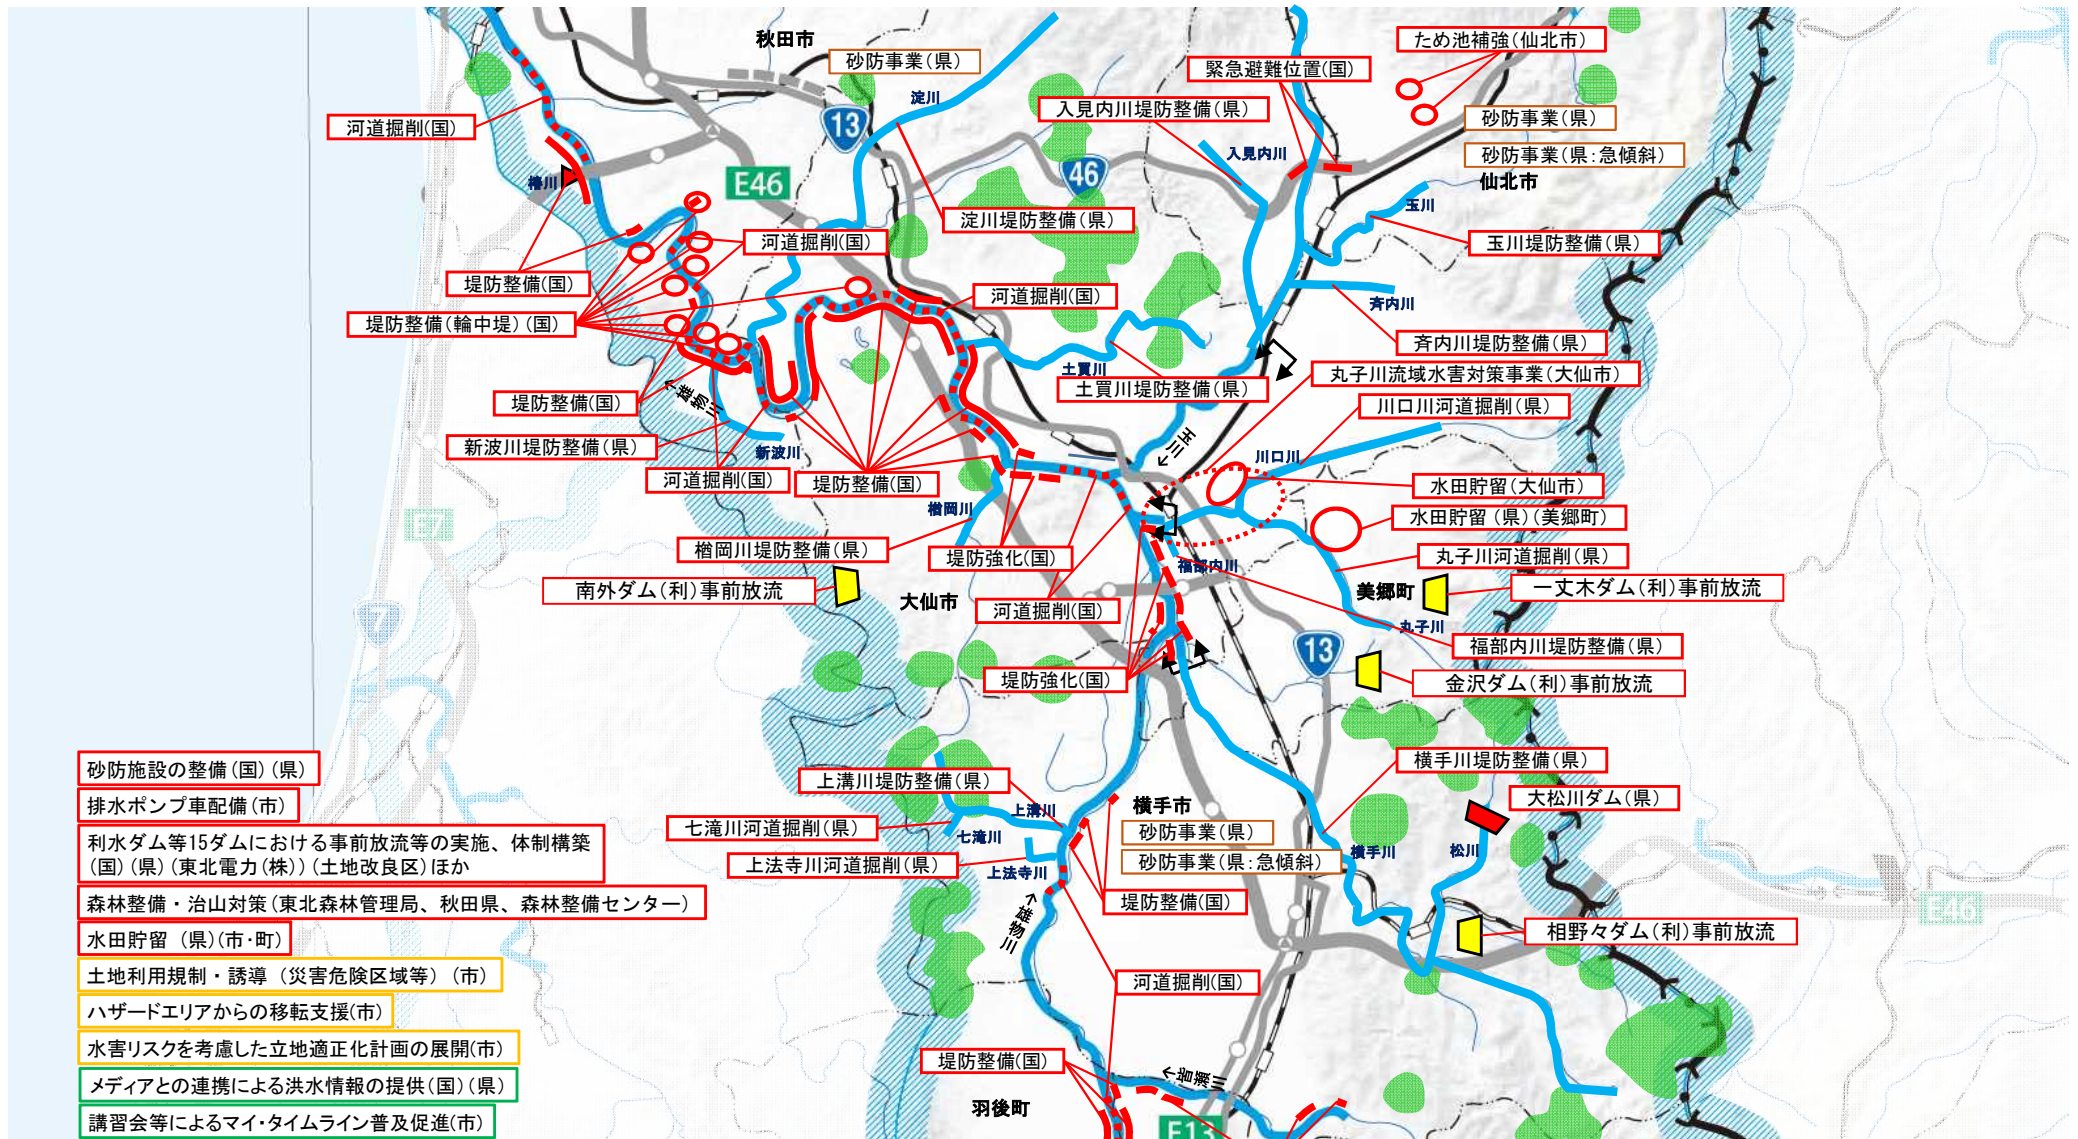 秋田市
砂防事業（県）
ため池補強（仙北市）
緊急避難位置（国）
淀川
入見内川堤防整備（県）
河道掘削（国）
13
砂防事業（県）
入見内川
砂防事業（県：急傾斜）
46
椿川
E46
仙北市
玉川
淀川堤防整備（県）
河道掘削（国）
玉川堤防整備（県）
堤防整備（国）
河道掘削（国）
斉内川
堤防整備（輪中堤）（国）
斉内川堤防整備（県）
土買川
丸子川流域水害対策事業（大仙市）
土買川堤防整備（県）
堤防整備（国）
←雄物川
川口川河道掘削（県）
新波川堤防整備（県）
新波川
←玉川
川口川
河道掘削（国）
堤防整備（国）
水田貯留（大仙市）
楢岡川
水田貯留（県）（美郷町）
E7
楢岡川堤防整備（県）
堤防強化（国）
福部内川
丸子川河道掘削（県）
南外ダム（利）事前放流
大仙市
河道掘削（国）
美郷町
一丈木ダム（利）事前放流
7
丸子川
13
福部内川堤防整備（県）
堤防強化（国）
金沢ダム（利）事前放流
砂防施設の整備（国）（県）
上溝川堤防整備（県）
横手川堤防整備（県）
排水ポンプ車配備（市）
上溝川
横手市
大松川ダム（県）
七滝川河道掘削（県）
七滝川
砂防事業（県）
利水ダム等15ダムにおける事前放流等の実施、体制構築
（国）（県）（東北電力（株））（土地改良区）ほか
上法寺川河道掘削（県）
上法寺川
砂防事業（県：急傾斜）
横手川
松川
森林整備・治山対策（東北森林管理局、秋田県、森林整備センター）
堤防整備（国）
←雄物川
E46
水田貯留（県）（市・町）
相野々ダム（利）事前放流
土地利用規制・誘導（災害危険区域等）（市）
河道掘削（国）
ハザードエリアからの移転支援（市）
水害リスクを考慮した立地適正化計画の展開（市）
堤防整備（国）
メディアとの連携による洪水情報の提供（国）（県）
←皆瀬川
羽後町
講習会等によるマイ・タイムライン普及促進（市）
E13